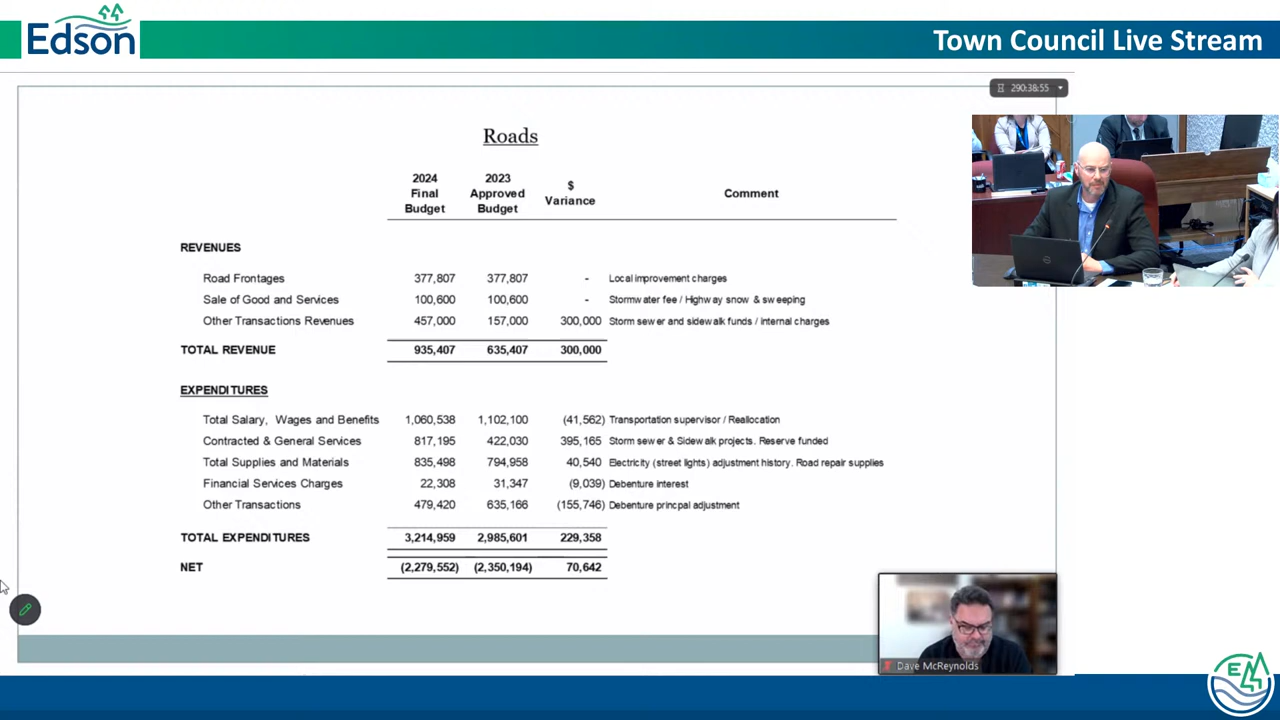 Edson
Town Council Live Stream
290:38:55
Roads
2024 Final Budget
2023 Approved Budget
$ Variance
Comment
REVENUES
Road Frontages 377,807 377,807 - Local improvement charges
Sale of Good and Services 100,600 100,600 - Stormwater fee / Highway snow & sweeping
Other Transactions Revenues 457,000 157,000 300,000 Storm sewer and sidewalk funds / internal charges
TOTAL REVENUE 935,407 635,407 300,000
EXPENDITURES
Total Salary, Wages and Benefits 1,060,538 1,102,100 (41,562) Transportation supervisor / Reallocation
Contracted & General Services 817,195 422,030 395,165 Storm sewer & Sidewalk projects. Reserve funded
Total Supplies and Materials 835,498 794,958 40,540 Electricity (street lights) adjustment history. Road repair supplies
Financial Services Charges 22,308 31,347 (9,039) Debenture interest
Other Transactions 479,420 635,166 (155,746) Debenture princpal adjustment
TOTAL EXPENDITURES 3,214,959 2,985,601 229,358
NET (2,279,552) (2,350,194) 70,642
Dave McReynolds